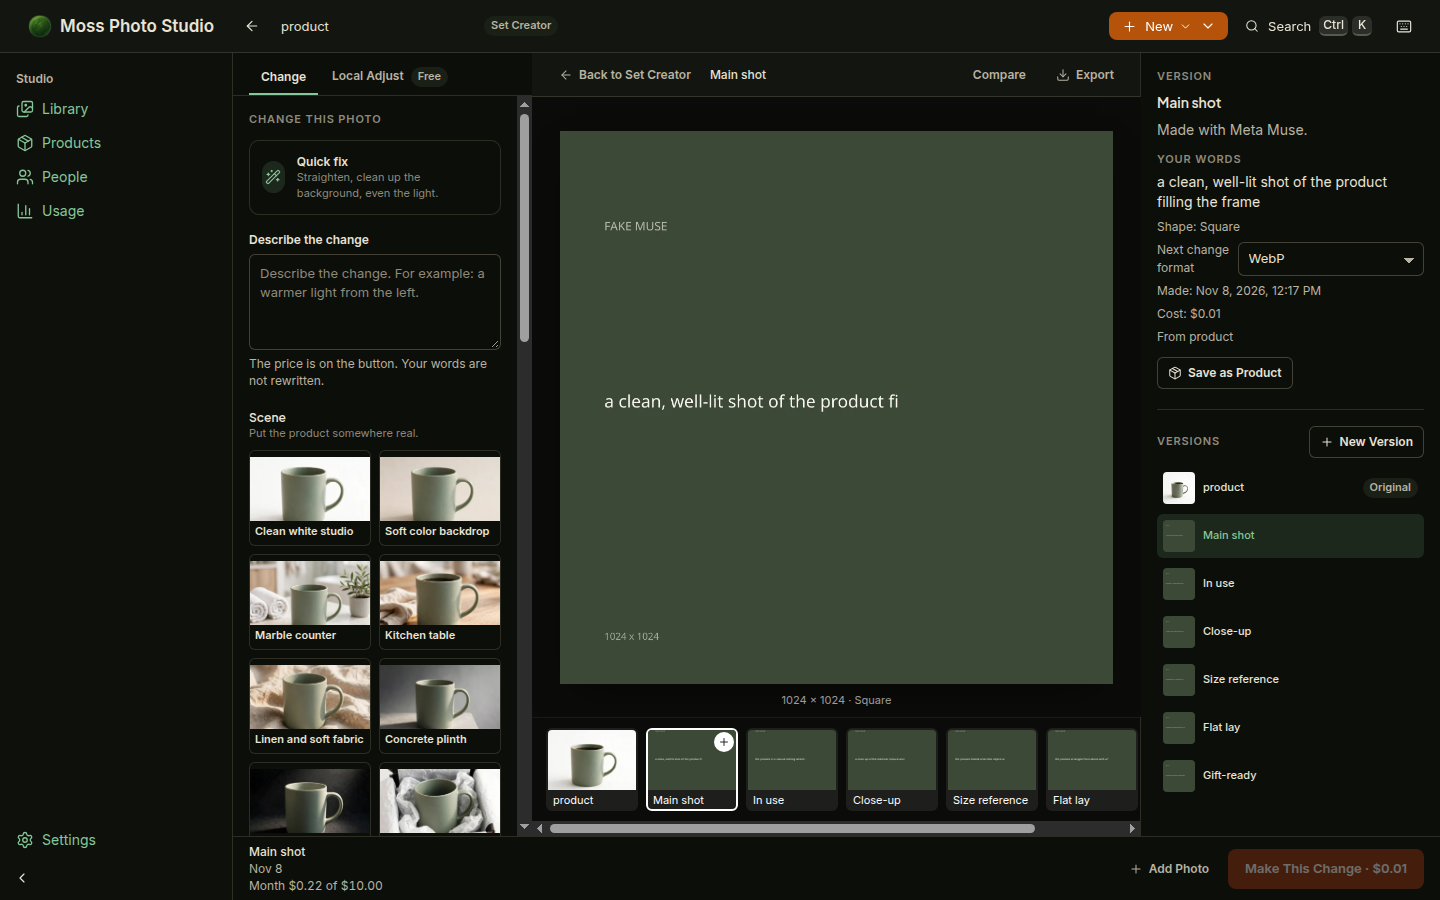 Moss Photo Studio
product
Set Creator
New
Search Ctrl K
Studio
Library
Products
People
Usage
Settings
Change
Local Adjust Free
CHANGE THIS PHOTO
Quick fix
Straighten, clean up the
background, even the light.
Describe the change
Describe the change. For example: a
warmer light from the left.
The price is on the button. Your words are
not rewritten.
Scene
Put the product somewhere real.
Clean white studio
Soft color backdrop
Marble counter
Kitchen table
Linen and soft fabric
Concrete plinth
Back to Set Creator
Main shot
Compare
Export
FAKE MUSE
a clean, well-lit shot of the product fi
1024 x 1024
1024 × 1024 · Square
product
Main shot
In use
Close-up
Size reference
Flat lay
VERSION
Main shot
Made with Meta Muse.
YOUR WORDS
a clean, well-lit shot of the product
filling the frame
Shape: Square
Next change
format
WebP
Made: Nov 8, 2026, 12:17 PM
Cost: $0.01
From product
Save as Product
VERSIONS
New Version
product
Original
Main shot
In use
Close-up
Size reference
Flat lay
Gift-ready
Main shot
Nov 8
Month $0.22 of $10.00
Add Photo
Make This Change · $0.01